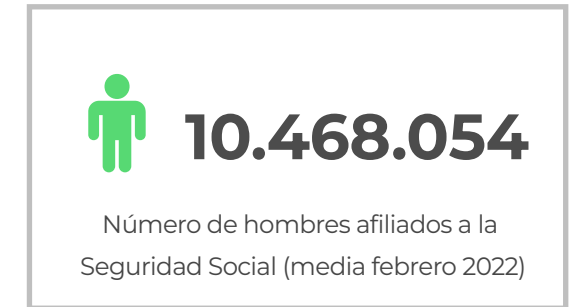 10.468.054
Número de hombres afiliados a la
Seguridad Social (media febrero 2022)